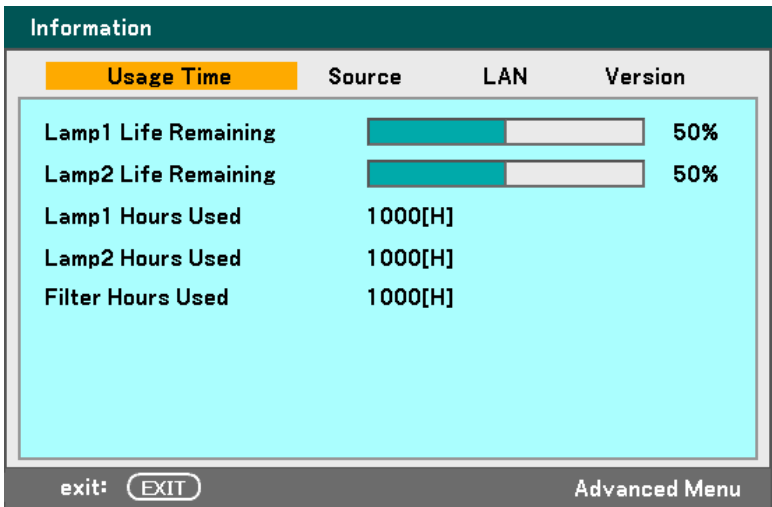 Information
Usage Time Source LAN Version
Lamp1 Life Remaining 50%
Lamp2 Life Remaining 50%
Lamp1 Hours Used 1000[H]
Lamp2 Hours Used 1000[H]
Filter Hours Used 1000[H]
exit: EXIT Advanced Menu